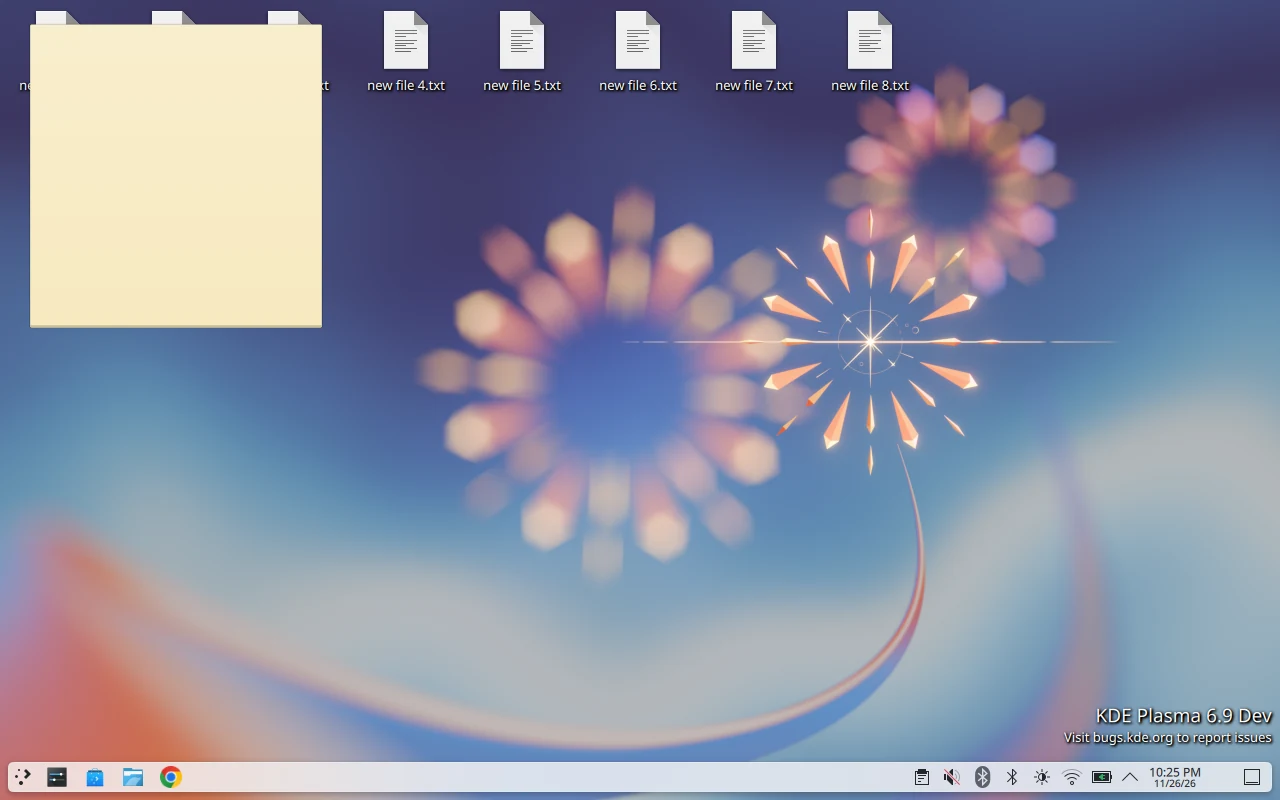 new file 4.txt
new file 5.txt
new file 6.txt
new file 7.txt
new file 8.txt
KDE Plasma 6.9 Dev
Visit bugs.kde.org to report issues
10:25 PM
11/26/26